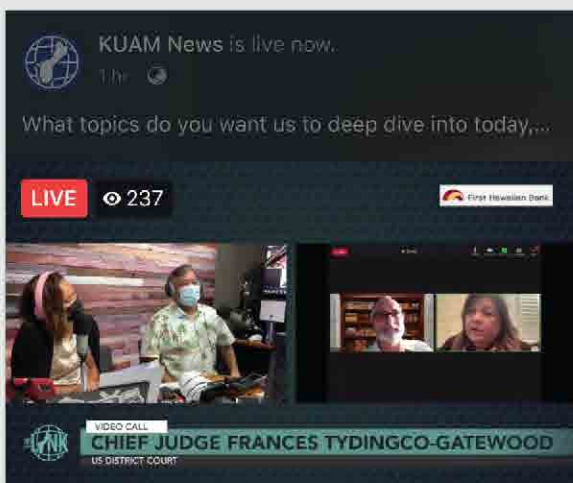 KUAM News is live now.
1 hr
What topics do you want us to deep dive into today,...
LIVE 237
First Hawaiian Bank
VIDEO CALL
CHIEF JUDGE FRANCES TYDINGCO-GATEWOOD
US DISTRICT COURT